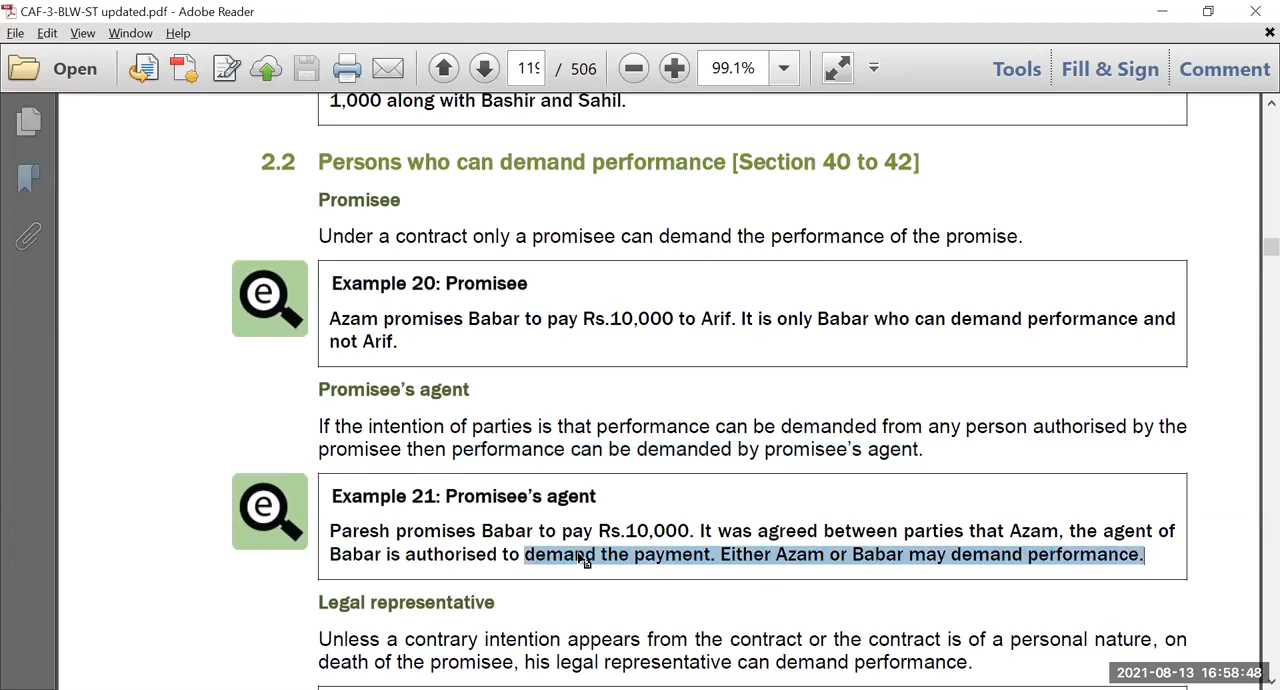 CAF-3-BLW-ST updated.pdf - Adobe Reader
File Edit View Window Help
Open 119 / 506 99.1% Tools Fill & Sign Comment
1,000 along with Bashir and Sahil.
2.2 Persons who can demand performance [Section 40 to 42]
Promisee
Under a contract only a promisee can demand the performance of the promise.
e
Example 20: Promisee
Azam promises Babar to pay Rs.10,000 to Arif. It is only Babar who can demand performance and
not Arif.
Promisee’s agent
If the intention of parties is that performance can be demanded from any person authorised by the
promisee then performance can be demanded by promisee’s agent.
e
Example 21: Promisee’s agent
Paresh promises Babar to pay Rs.10,000. It was agreed between parties that Azam, the agent of
Babar is authorised to demand the payment. Either Azam or Babar may demand performance.
Legal representative
Unless a contrary intention appears from the contract or the contract is of a personal nature, on
death of the promisee, his legal representative can demand performance.
2021-08-13 16:58:48